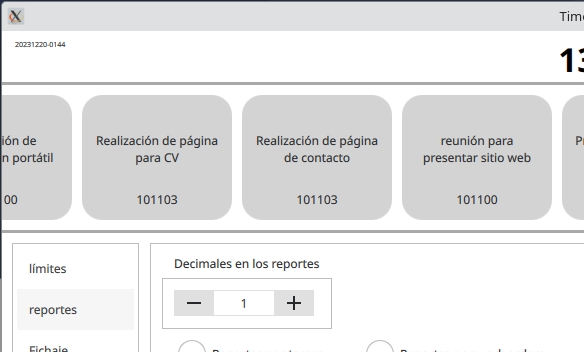 Time
20231220-0144
13
ión de
n portátil
00
Realización de página
para CV
101103
Realización de página
de contacto
101103
reunión para
presentar sitio web
101100
límites
reportes
Fichaje
Decimales en los reportes
1